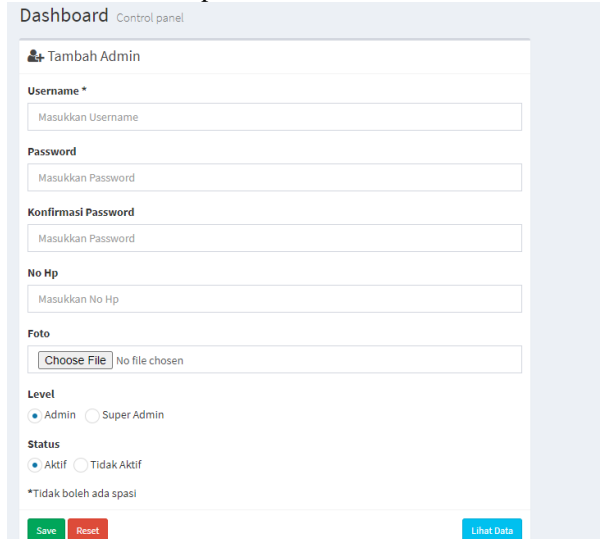 Dashboard Control panel
Tambah Admin
Username *
Masukkan Username
Password
Masukkan Password
Konfirmasi Password
Masukkan Password
No Hp
Masukkan No Hp
Foto
Choose File No file chosen
Level
Admin Super Admin
Status
Aktif Tidak Aktif
*Tidak boleh ada spasi
Save Reset Lihat Data